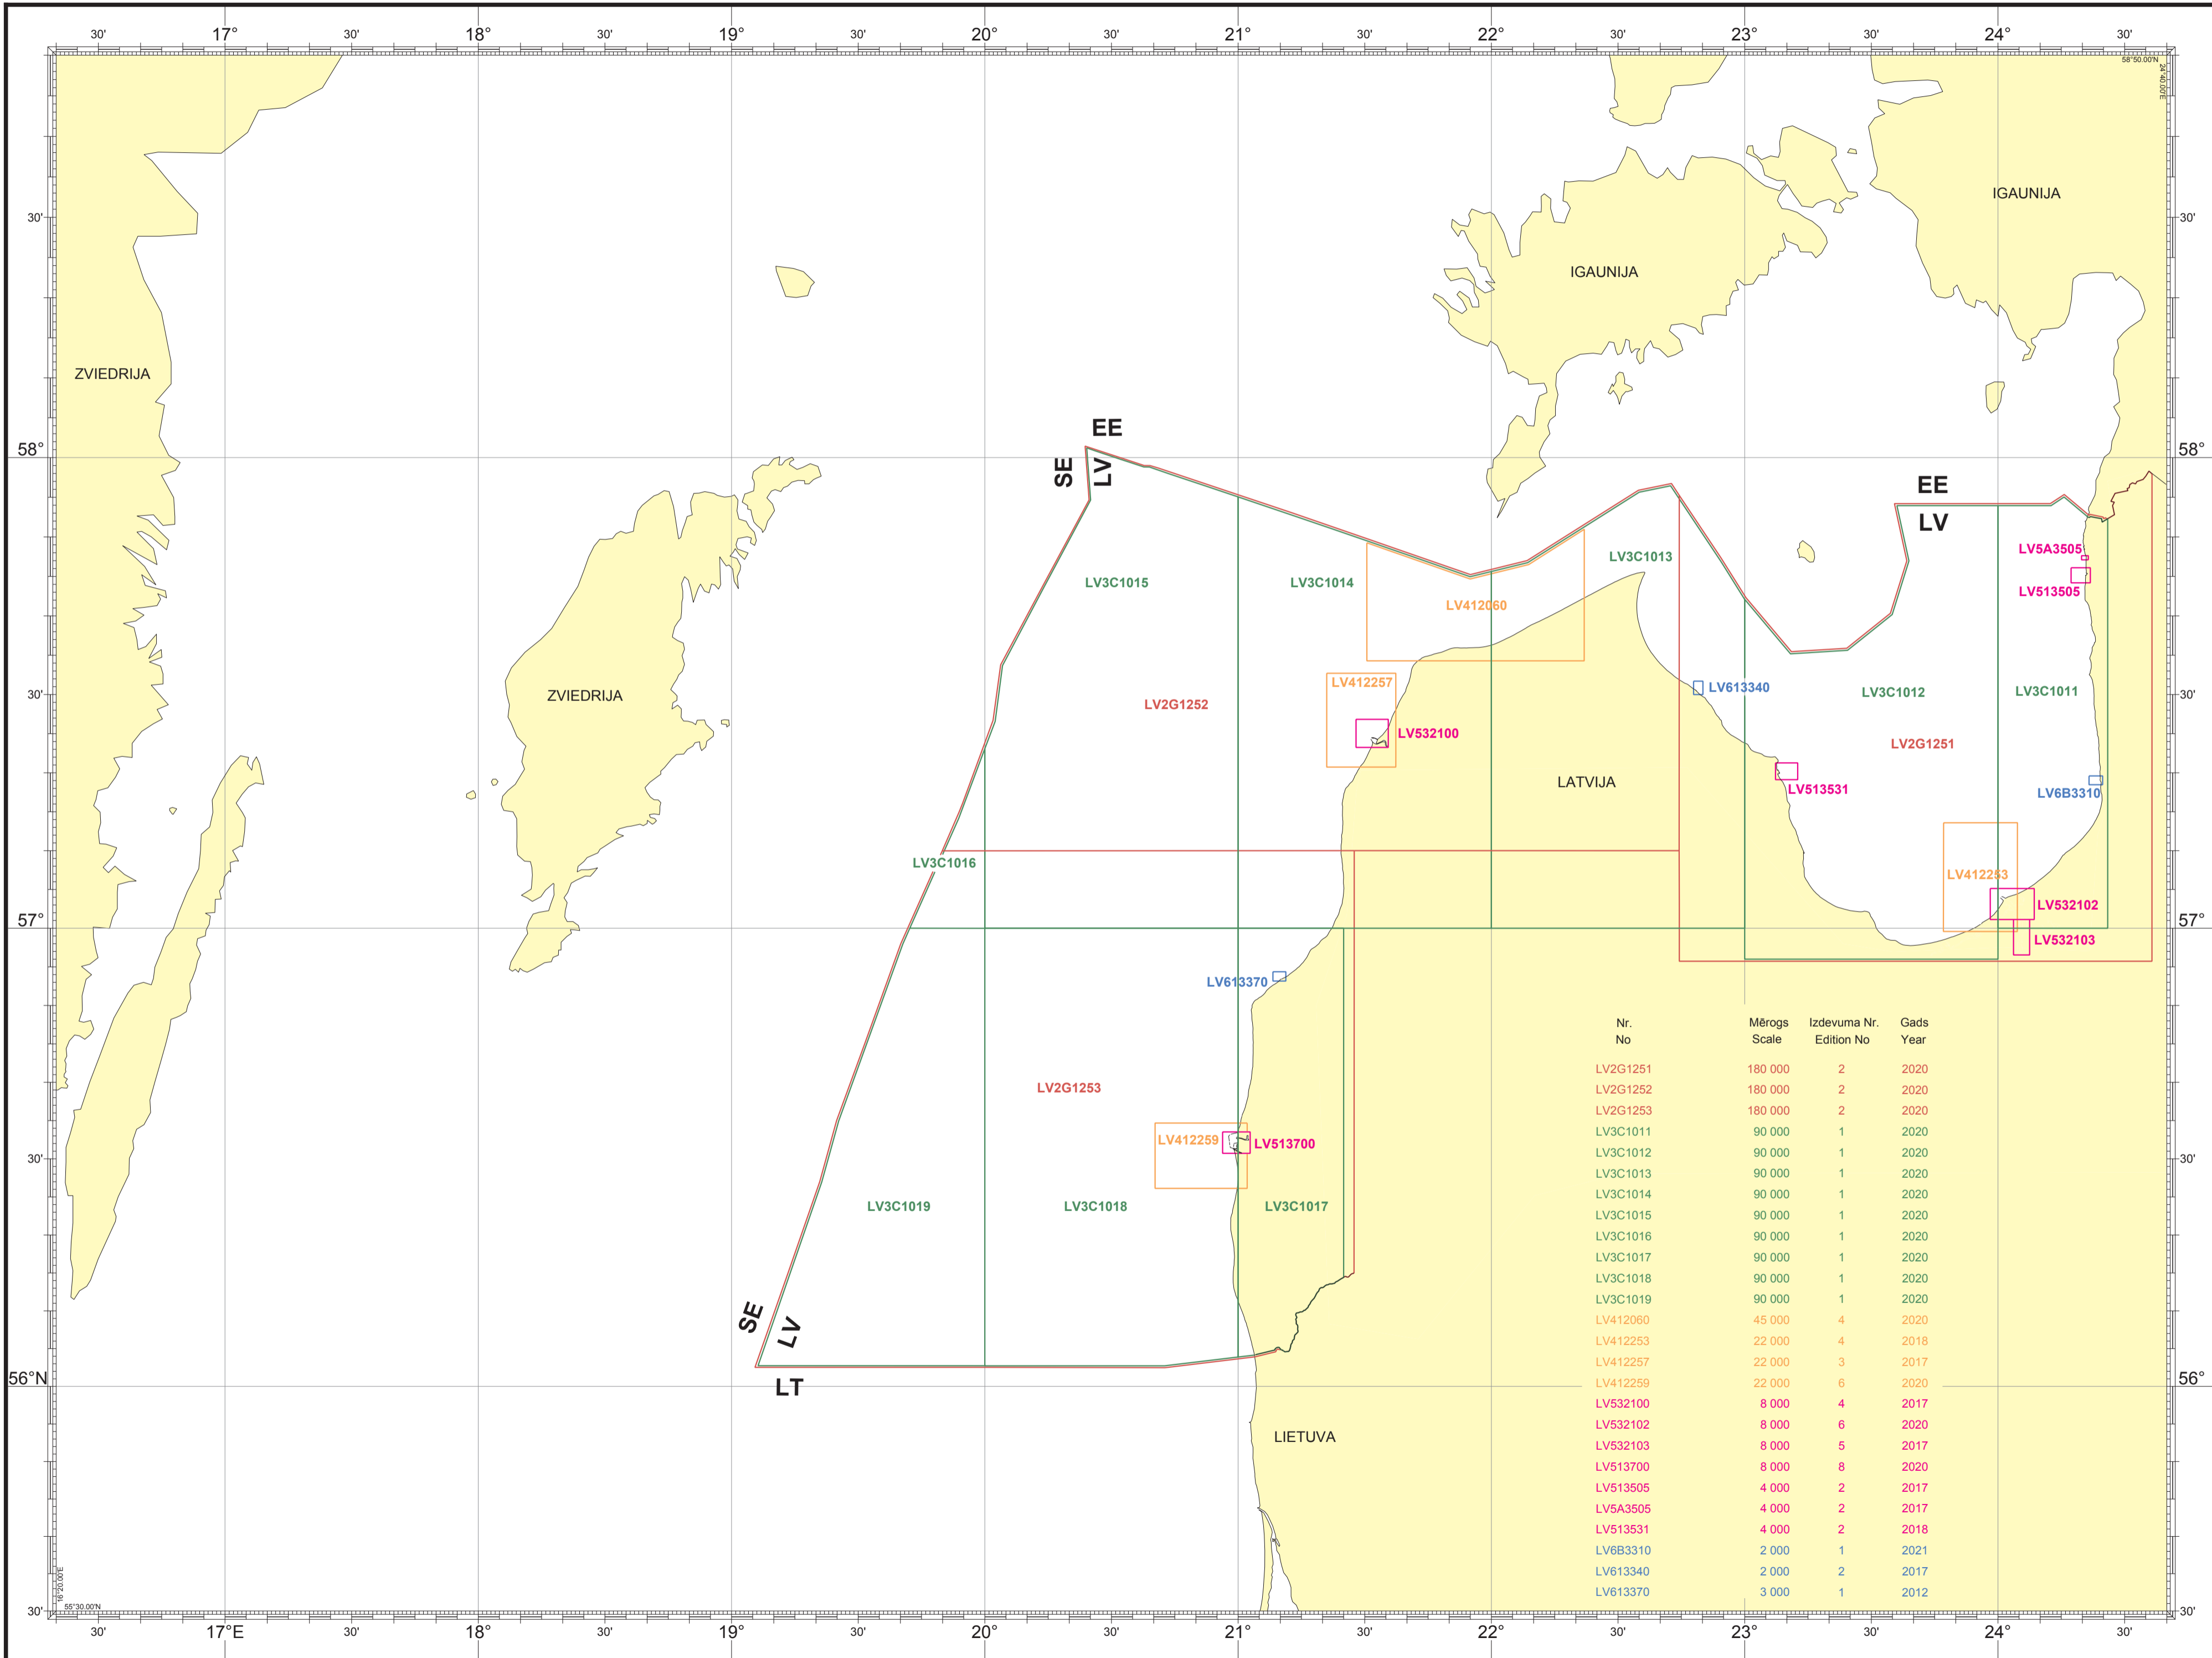 30' 17° 30' 18° 30' 19° 30' 20° 30' 21° 30' 22° 30' 23° 30' 24° 30'
58°50.00'N
24°40.00'E
30' 30'
IGAUNIJA
IGAUNIJA
ZVIEDRIJA
EE
58° 58°
SE LV
EE
LV
LV5A3505
LV3C1013
LV3C1015 LV3C1014
LV513505
LV412060
LV412257
LV613340
LV3C1012 LV3C1011
30' 30'
ZVIEDRIJA
LV2G1252
LV532100
LV2G1251
LATVIJA
LV513531
LV6B3310
LV3C1016
LV412253
LV532102
57° 57°
LV532103
LV613370
LV2G1253
LV412259 LV513700
30' 30'
LV3C1019 LV3C1018 LV3C1017
SE LV
56°N 56°
LT
LIETUVA
Nr. Mērogs Izdevuma Nr. Gads
No Scale Edition No Year
LV2G1251 180 000 2 2020
LV2G1252 180 000 2 2020
LV2G1253 180 000 2 2020
LV3C1011 90 000 1 2020
LV3C1012 90 000 1 2020
LV3C1013 90 000 1 2020
LV3C1014 90 000 1 2020
LV3C1015 90 000 1 2020
LV3C1016 90 000 1 2020
LV3C1017 90 000 1 2020
LV3C1018 90 000 1 2020
LV3C1019 90 000 1 2020
LV412060 45 000 4 2020
LV412253 22 000 4 2018
LV412257 22 000 3 2017
LV412259 22 000 6 2020
LV532100 8 000 4 2017
LV532102 8 000 6 2020
LV532103 8 000 5 2017
LV513700 8 000 8 2020
LV513505 4 000 2 2017
LV5A3505 4 000 2 2017
LV513531 4 000 2 2018
LV6B3310 2 000 1 2021
LV613340 2 000 2 2017
LV613370 3 000 1 2012
16°20.00'E
55°30.00'N
30' 30'
30' 17°E 30' 18° 30' 19° 30' 20° 30' 21° 30' 22° 30' 23° 30' 24° 30'